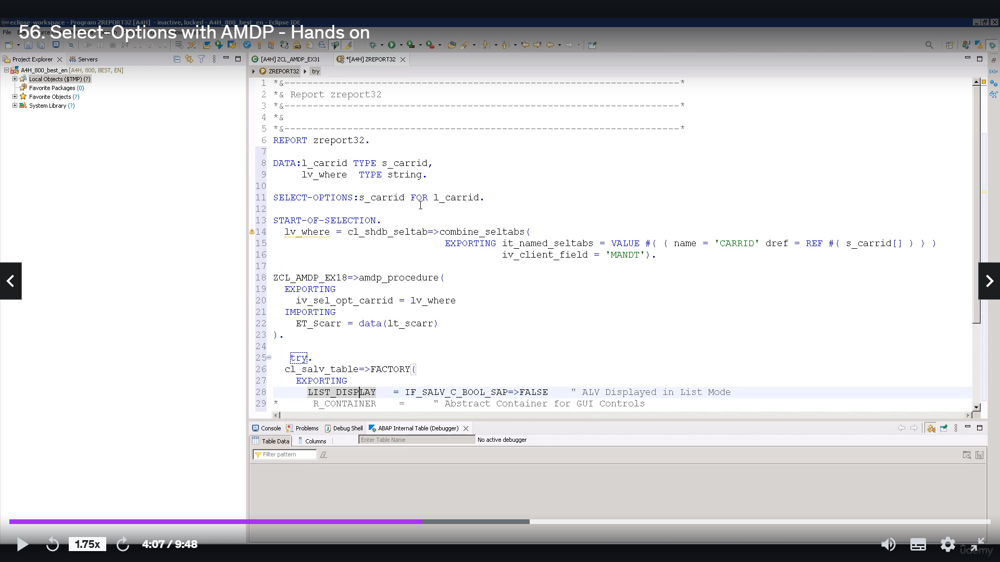 eclipse-workspace - Program ZREPORT32 [A4H] - inactive, locked - A4H_800_best_en - Eclipse IDE
56. Select-Options with AMDP - Hands on
File
Project Explorer
Servers
[A4H] ZCL_AMDP_EX31
*[A4H] ZREPORT32
A4H_800_best_en [A4H, 800, BEST, EN]
Local Objects ($TMP) (?)
Favorite Packages (0)
Favorite Objects (?)
System Library (?)
ZREPORT32
try
1 *&---------------------------------------------------------------------*
2 *& Report zreport32
3 *&---------------------------------------------------------------------*
4 *&
5 *&---------------------------------------------------------------------*
6 REPORT zreport32.
7
8 DATA:l_carrid TYPE s_carrid,
9 lv_where TYPE string.
10
11 SELECT-OPTIONS:s_carrid FOR l_carrid.
12
13 START-OF-SELECTION.
14 lv_where = cl_shdb_seltab=>combine_seltabs(
15 EXPORTING it_named_seltabs = VALUE #( ( name = 'CARRID' dref = REF #( s_carrid[] ) ) )
16 iv_client_field = 'MANDT').
17
18 ZCL_AMDP_EX18=>amdp_procedure(
19 EXPORTING
20 iv_sel_opt_carrid = lv_where
21 IMPORTING
22 ET_Scarr = data(lt_scarr)
23 ).
24
25 try.
26 cl_salv_table=>FACTORY(
27 EXPORTING
28 LIST_DISPLAY = IF_SALV_C_BOOL_SAP=>FALSE " ALV Displayed in List Mode
29 * R_CONTAINER = " Abstract Container for GUI Controls
Console
Problems
Debug Shell
ABAP Internal Table (Debugger)
Table Data
Columns
Enter Table Name
No active debugger
Filter pattern
1.75x
4:07 / 9:48
ûdemy